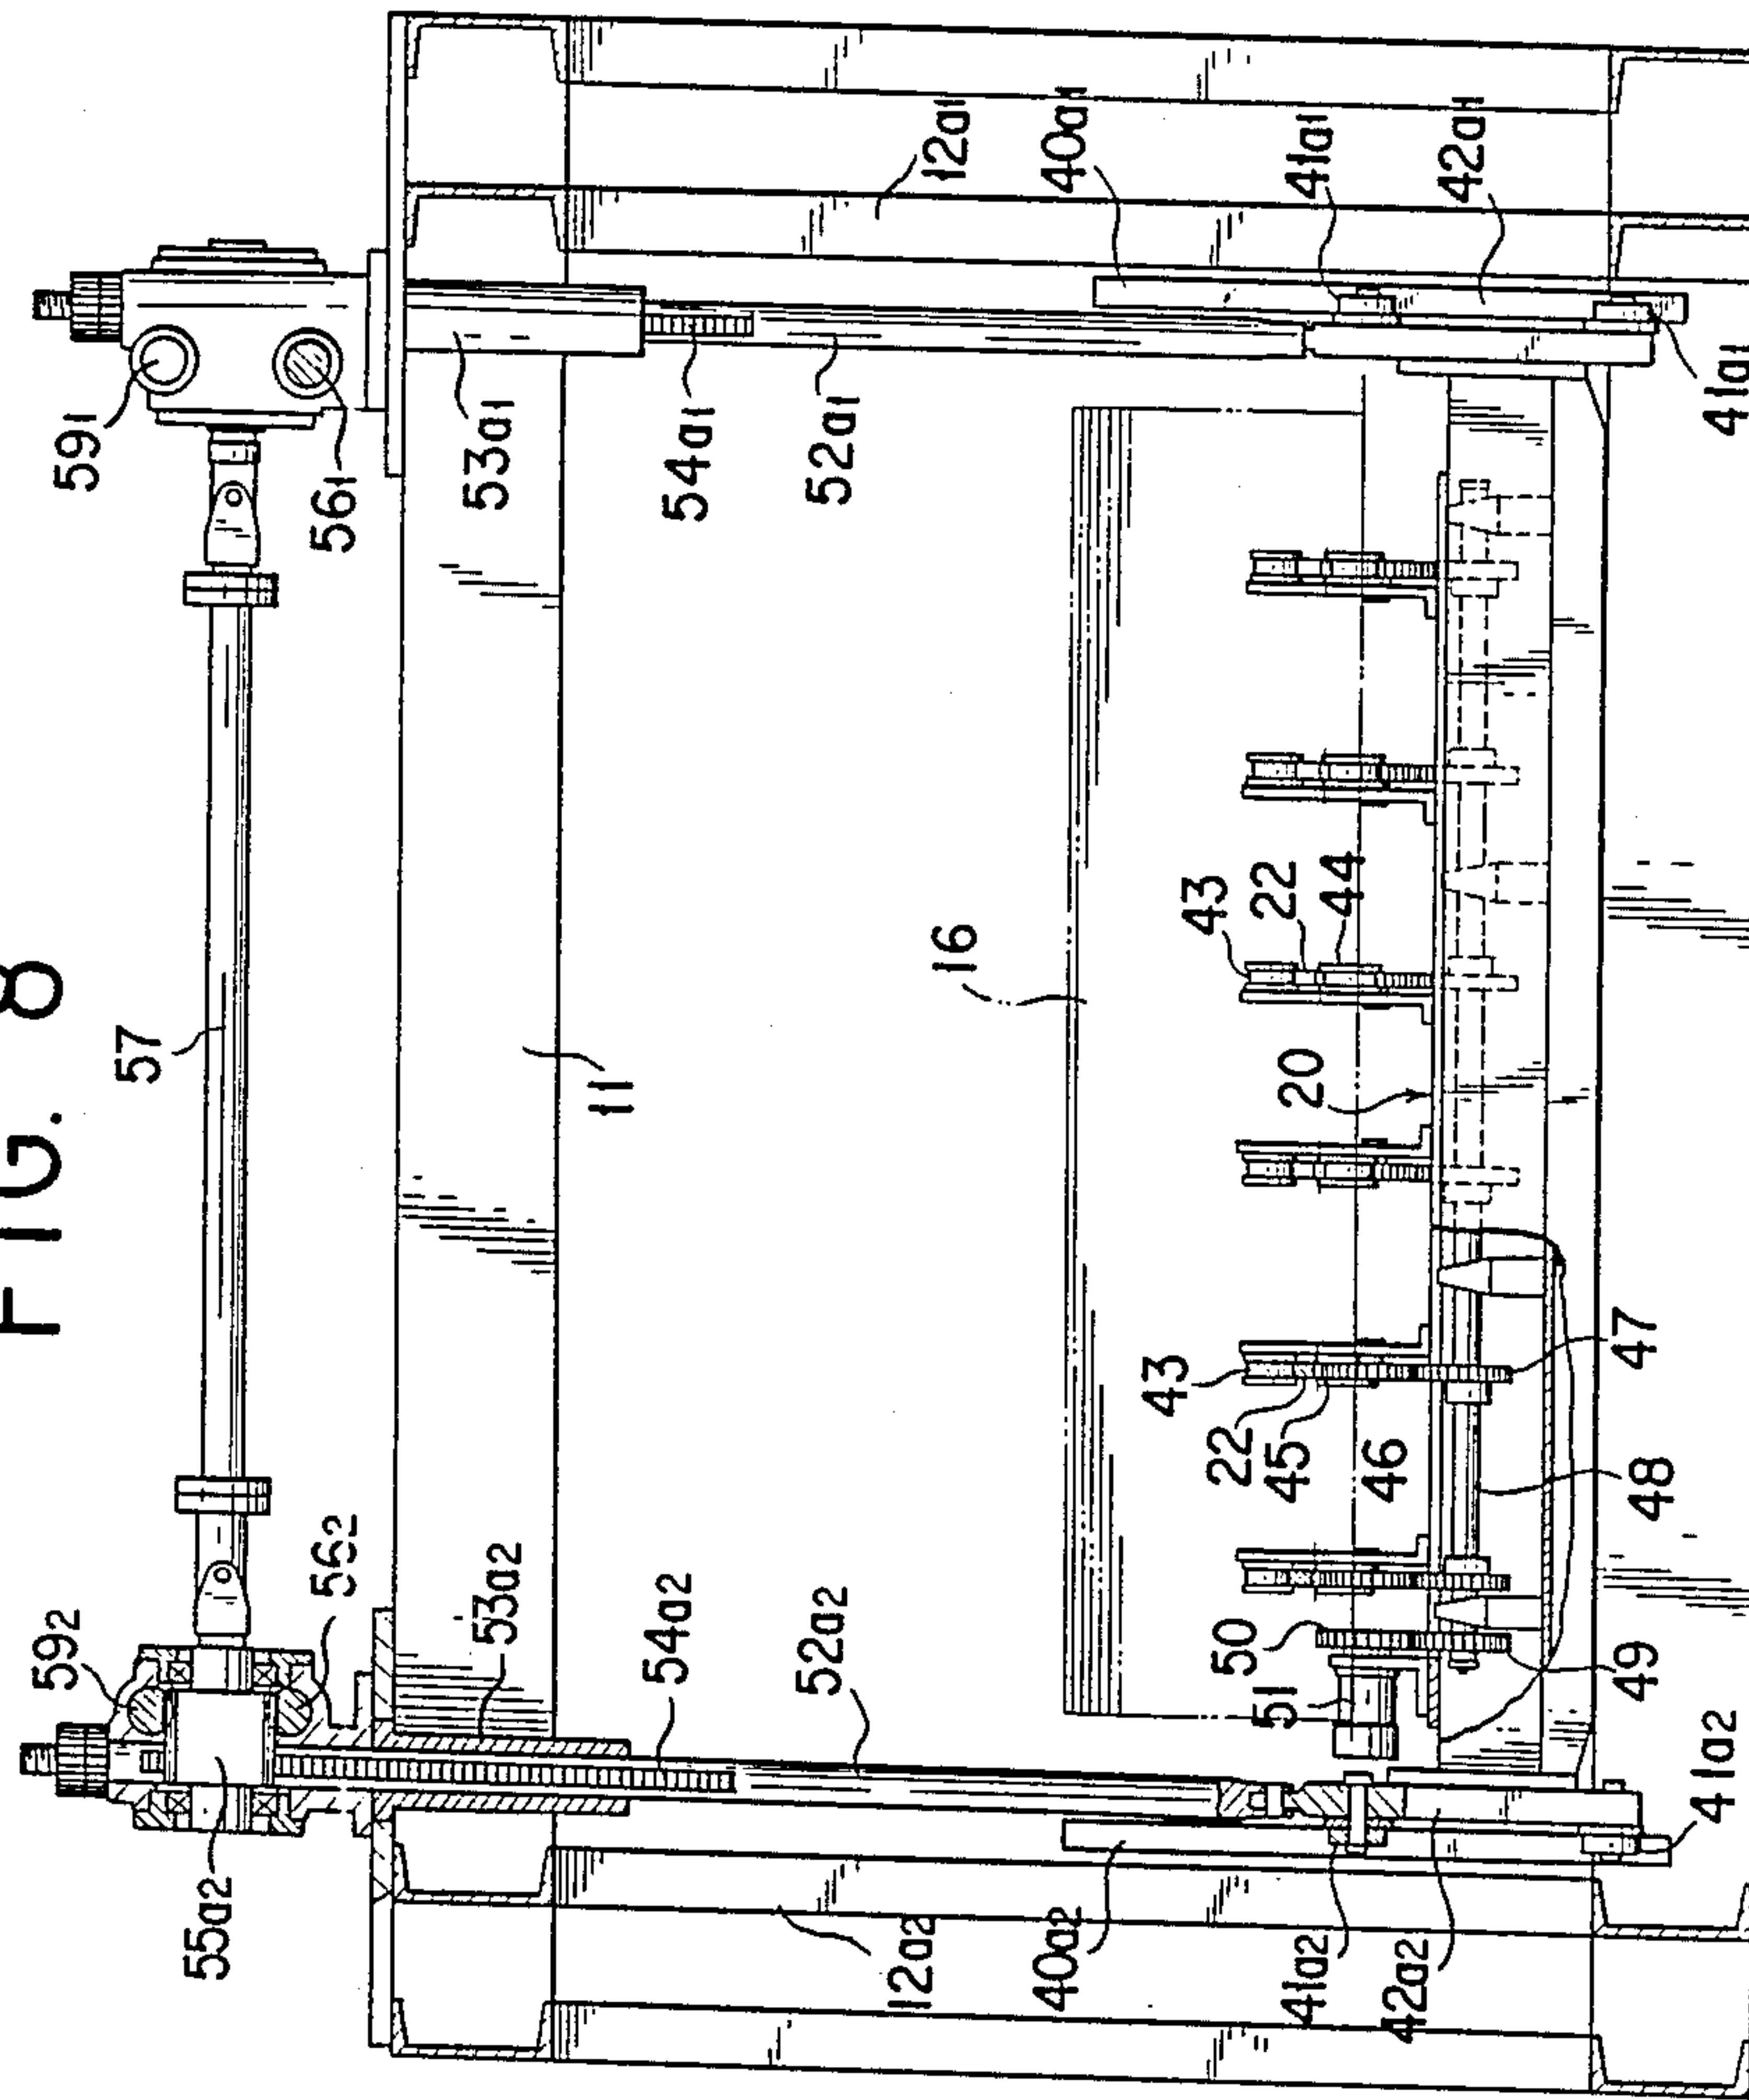 FIG. 8
57
59₂
56₂
55a₂
59₁
56₁
53a₂
54a₂
52a₂
11
53a₁
54a₁
52a₁
12a₂
12a₁
40a₂
40a₁
16
41a₂
41a₁
42a₂
42a₁
50
51
22
43
45
46
20
43
22
44
49
48
47
41a₂
41a₁